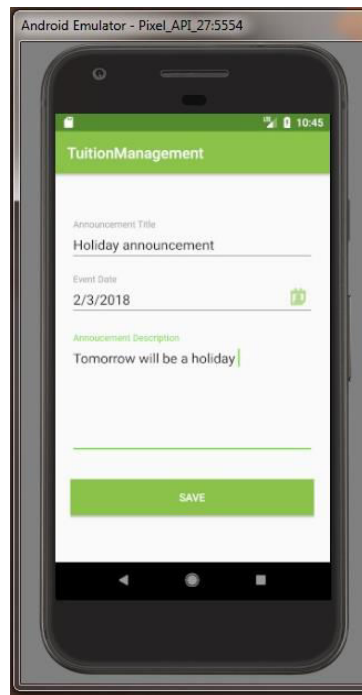 Android Emulator - Pixel_API_27:5554
10:45
TuitionManagement
Announcement Title
Holiday announcement
Event Date
2/3/2018
Annoucement Description
Tomorrow will be a holiday
SAVE